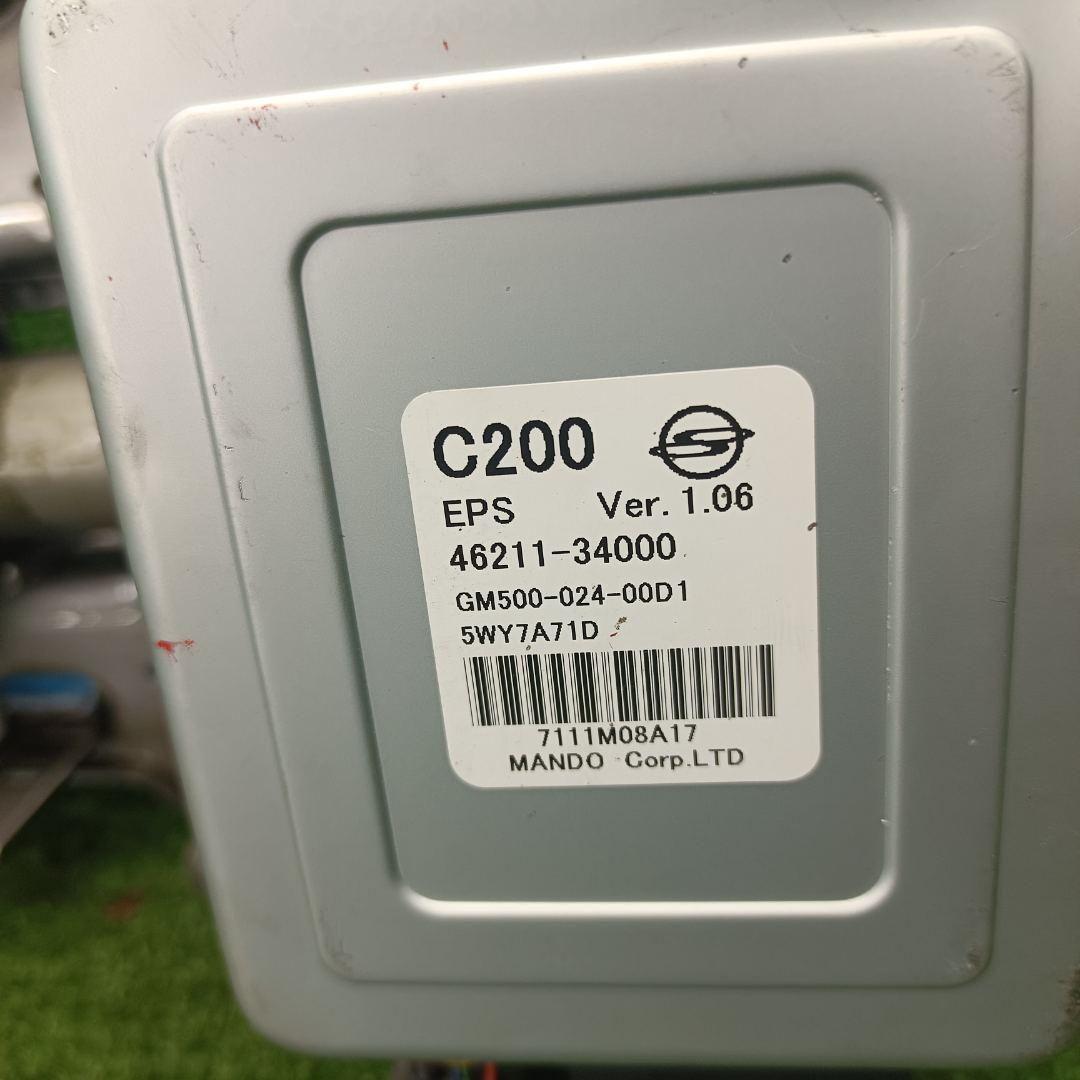 C200
EPS Ver. 1.06
46211-34000
GM500-024-00D1
5WY7A71D
7111M08A17
MANDO Corp.LTD